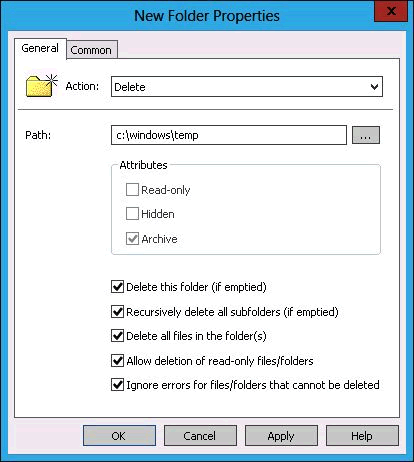 New Folder Properties
X
General Common
Action: Delete
Path: c:\windows\temp ...
Attributes
Read-only
Hidden
Archive
Delete this folder (if emptied)
Recursively delete all subfolders (if emptied)
Delete all files in the folder(s)
Allow deletion of read-only files/folders
Ignore errors for files/folders that cannot be deleted
OK Cancel Apply Help